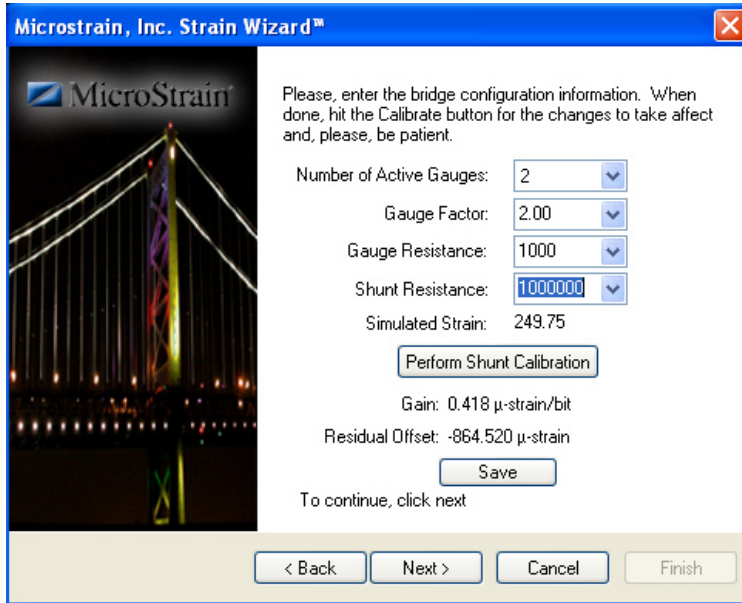 Microstrain, Inc. Strain Wizard™
MicroStrain
Please, enter the bridge configuration information. When
done, hit the Calibrate button for the changes to take affect
and, please, be patient.
Number of Active Gauges: 2
Gauge Factor: 2.00
Gauge Resistance: 1000
Shunt Resistance: 1000000
Simulated Strain: 249.75
Perform Shunt Calibration
Gain: 0.418 μ-strain/bit
Residual Offset: -864.520 μ-strain
Save
To continue, click next
< Back Next > Cancel Finish